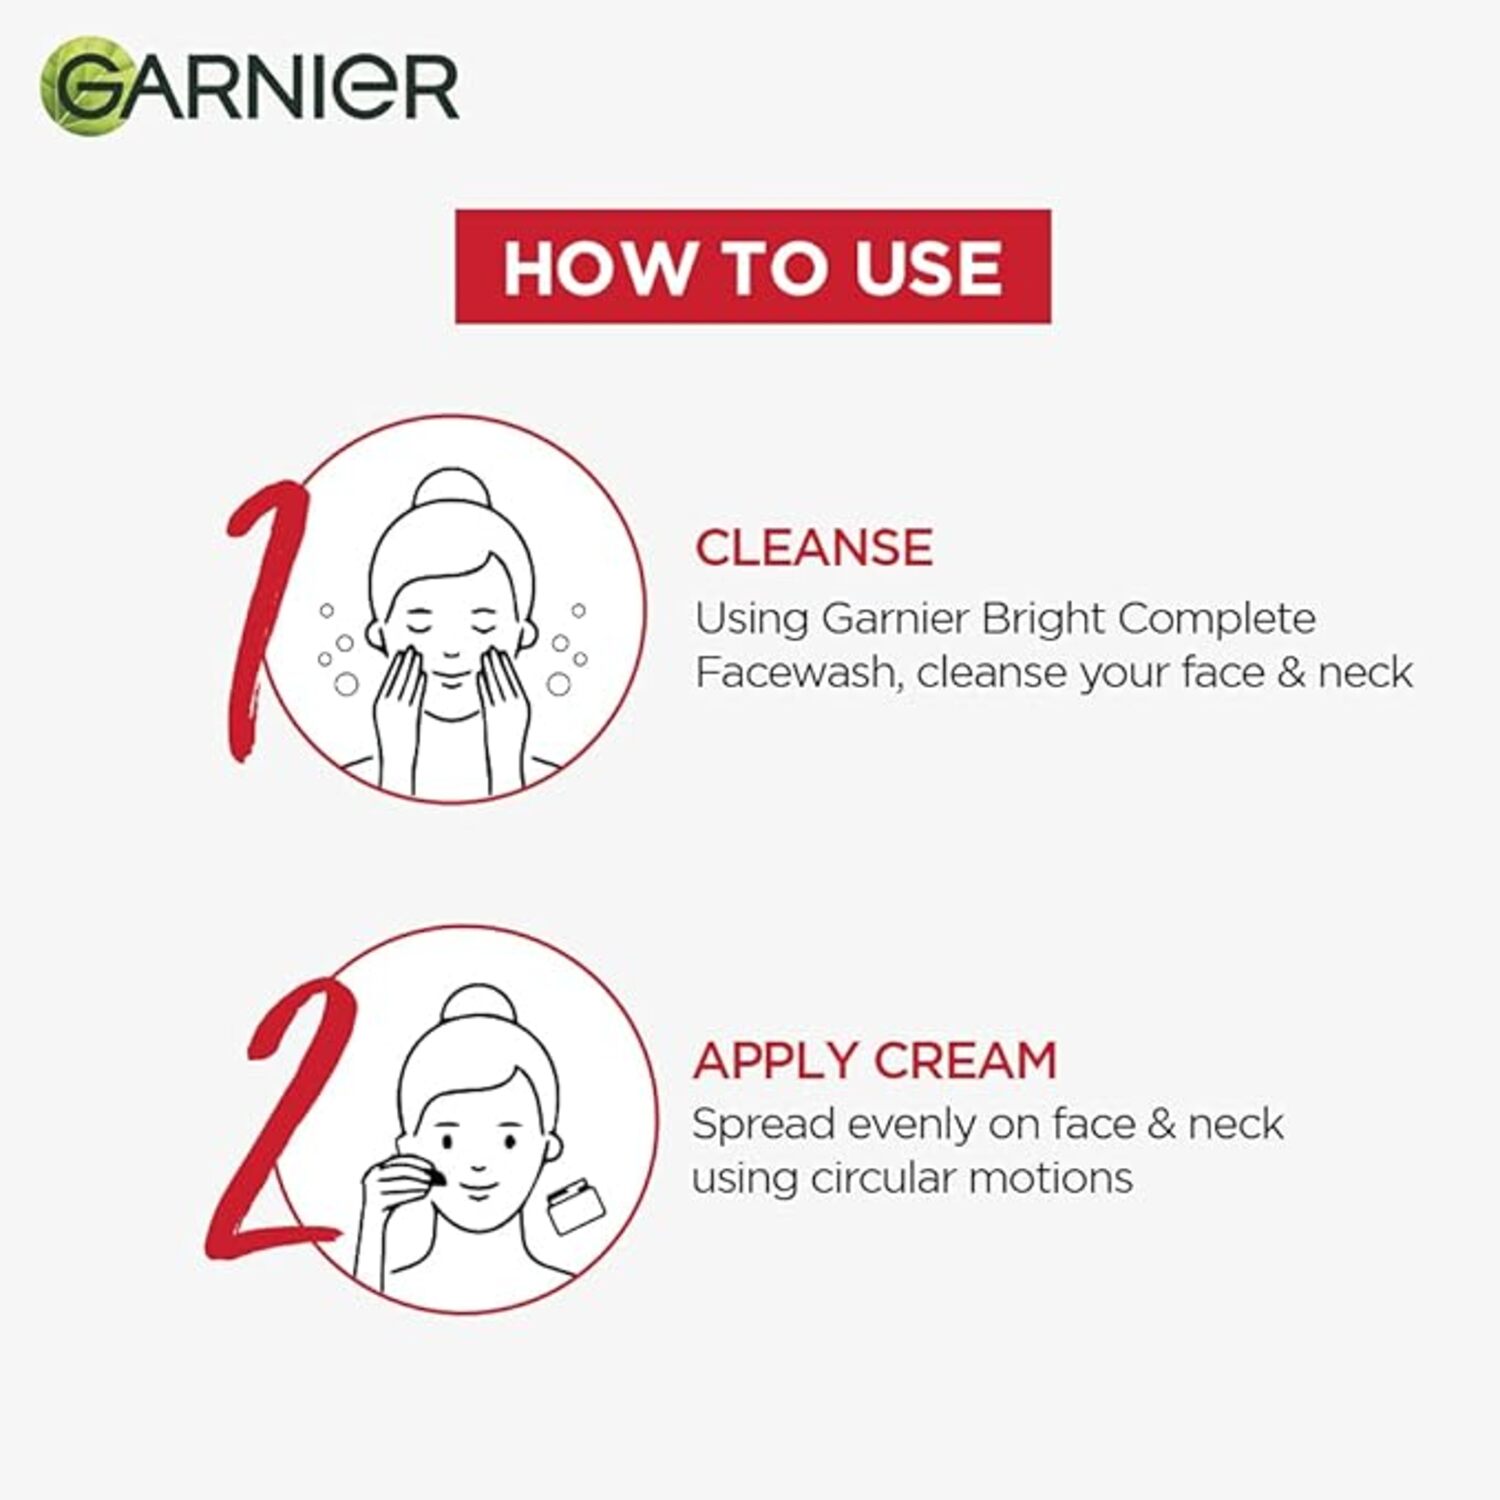 GARNIER
HOW TO USE
1
CLEANSE
Using Garnier Bright Complete
Facewash, cleanse your face & neck
2
APPLY CREAM
Spread evenly on face & neck
using circular motions